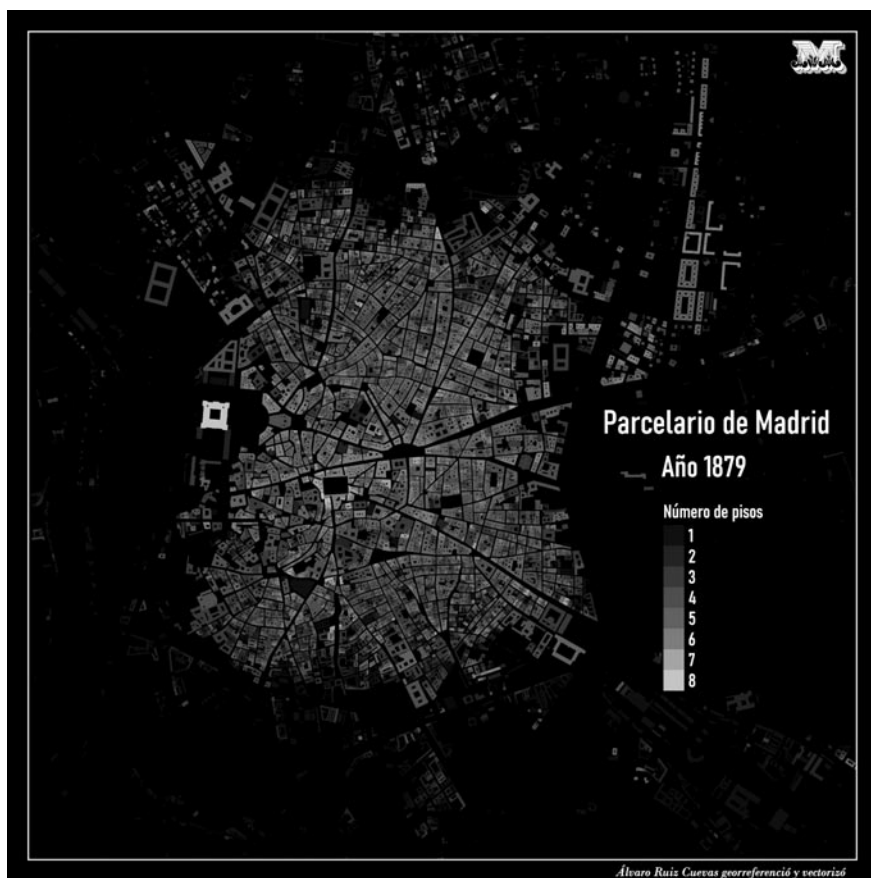 Parcelario de Madrid
Año 1879
Número de pisos
1
2
3
4
5
6
7
8
Álvaro Ruiz Cuevas georreferenció y vectorizó